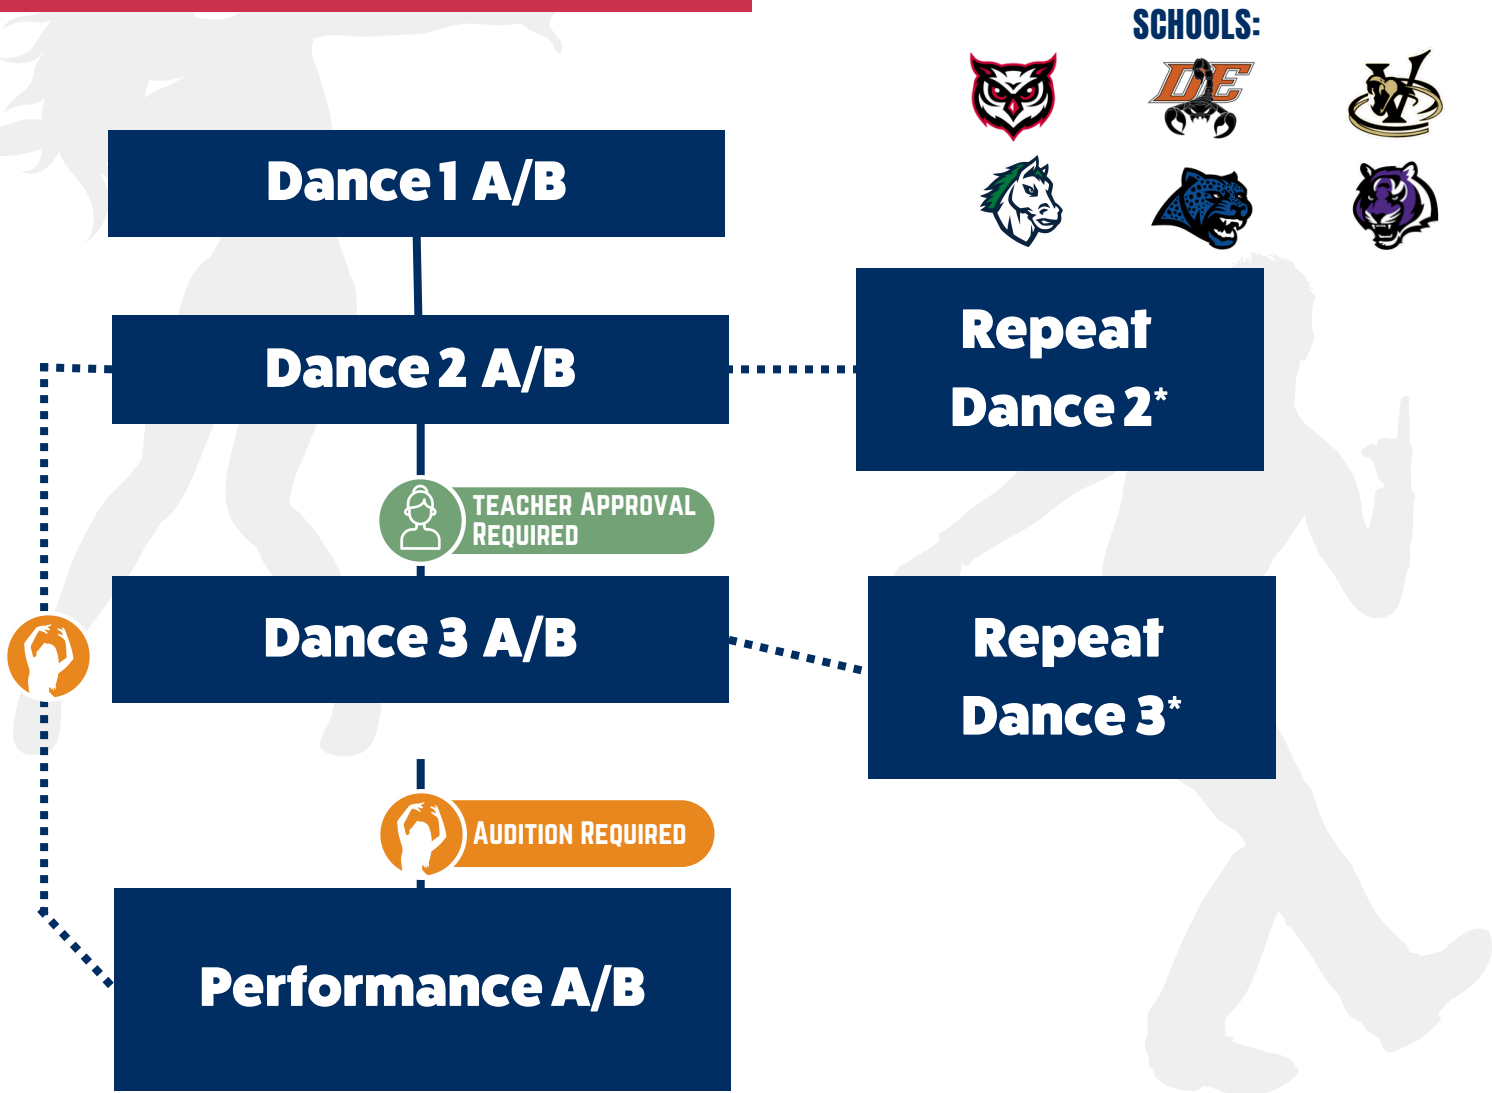 SCHOOLS:
DE
V
Dance 1 A/B
Dance 2 A/B
Repeat
Dance 2*
TEACHER APPROVAL
REQUIRED
Dance 3 A/B
Repeat
Dance 3*
AUDITION REQUIRED
Performance A/B